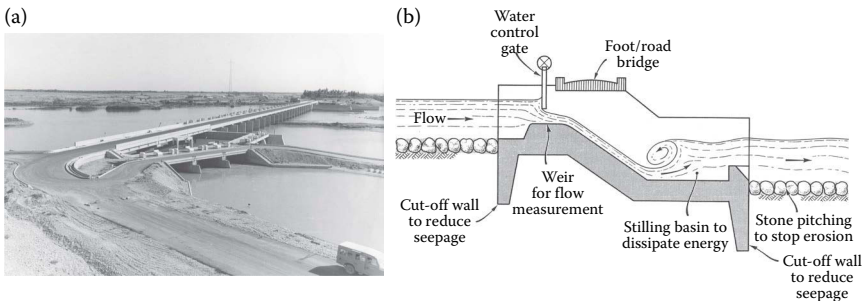 (a)
(b)
Water
control
gate
Foot/road
bridge
Flow
Weir
for flow
measurement
Cut-off wall
to reduce
seepage
Stilling basin to
dissipate energy
Stone pitching
to stop erosion
Cut-off wall
to reduce
seepage